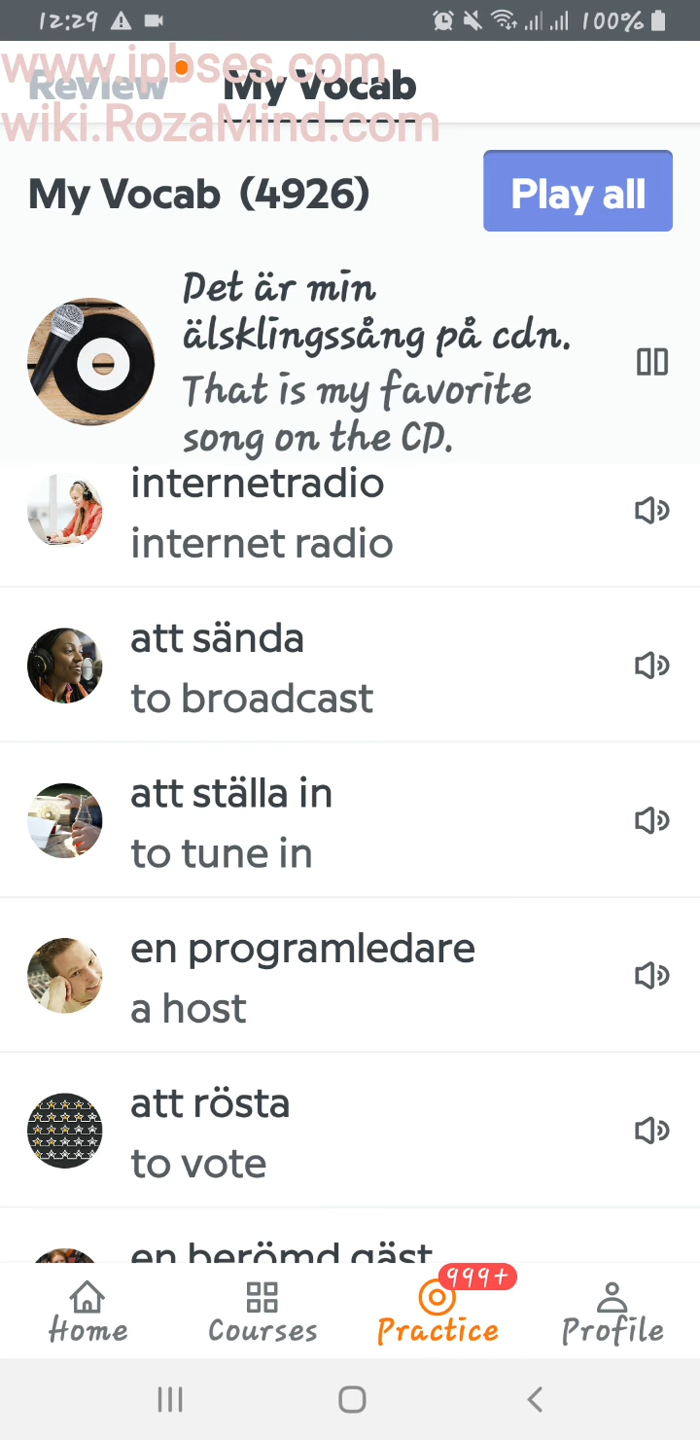 12:29
100%
www.ipbses.com
Review
My Vocab
wiki.RozaMind.com
My Vocab (4926)
Play all
Det är min
älsklingssång på cdn.
That is my favorite
song on the CD.
internetradio
internet radio
att sända
to broadcast
att ställa in
to tune in
en programledare
a host
att rösta
to vote
en berömd gäst
999+
Home
Courses
Practice
Profile